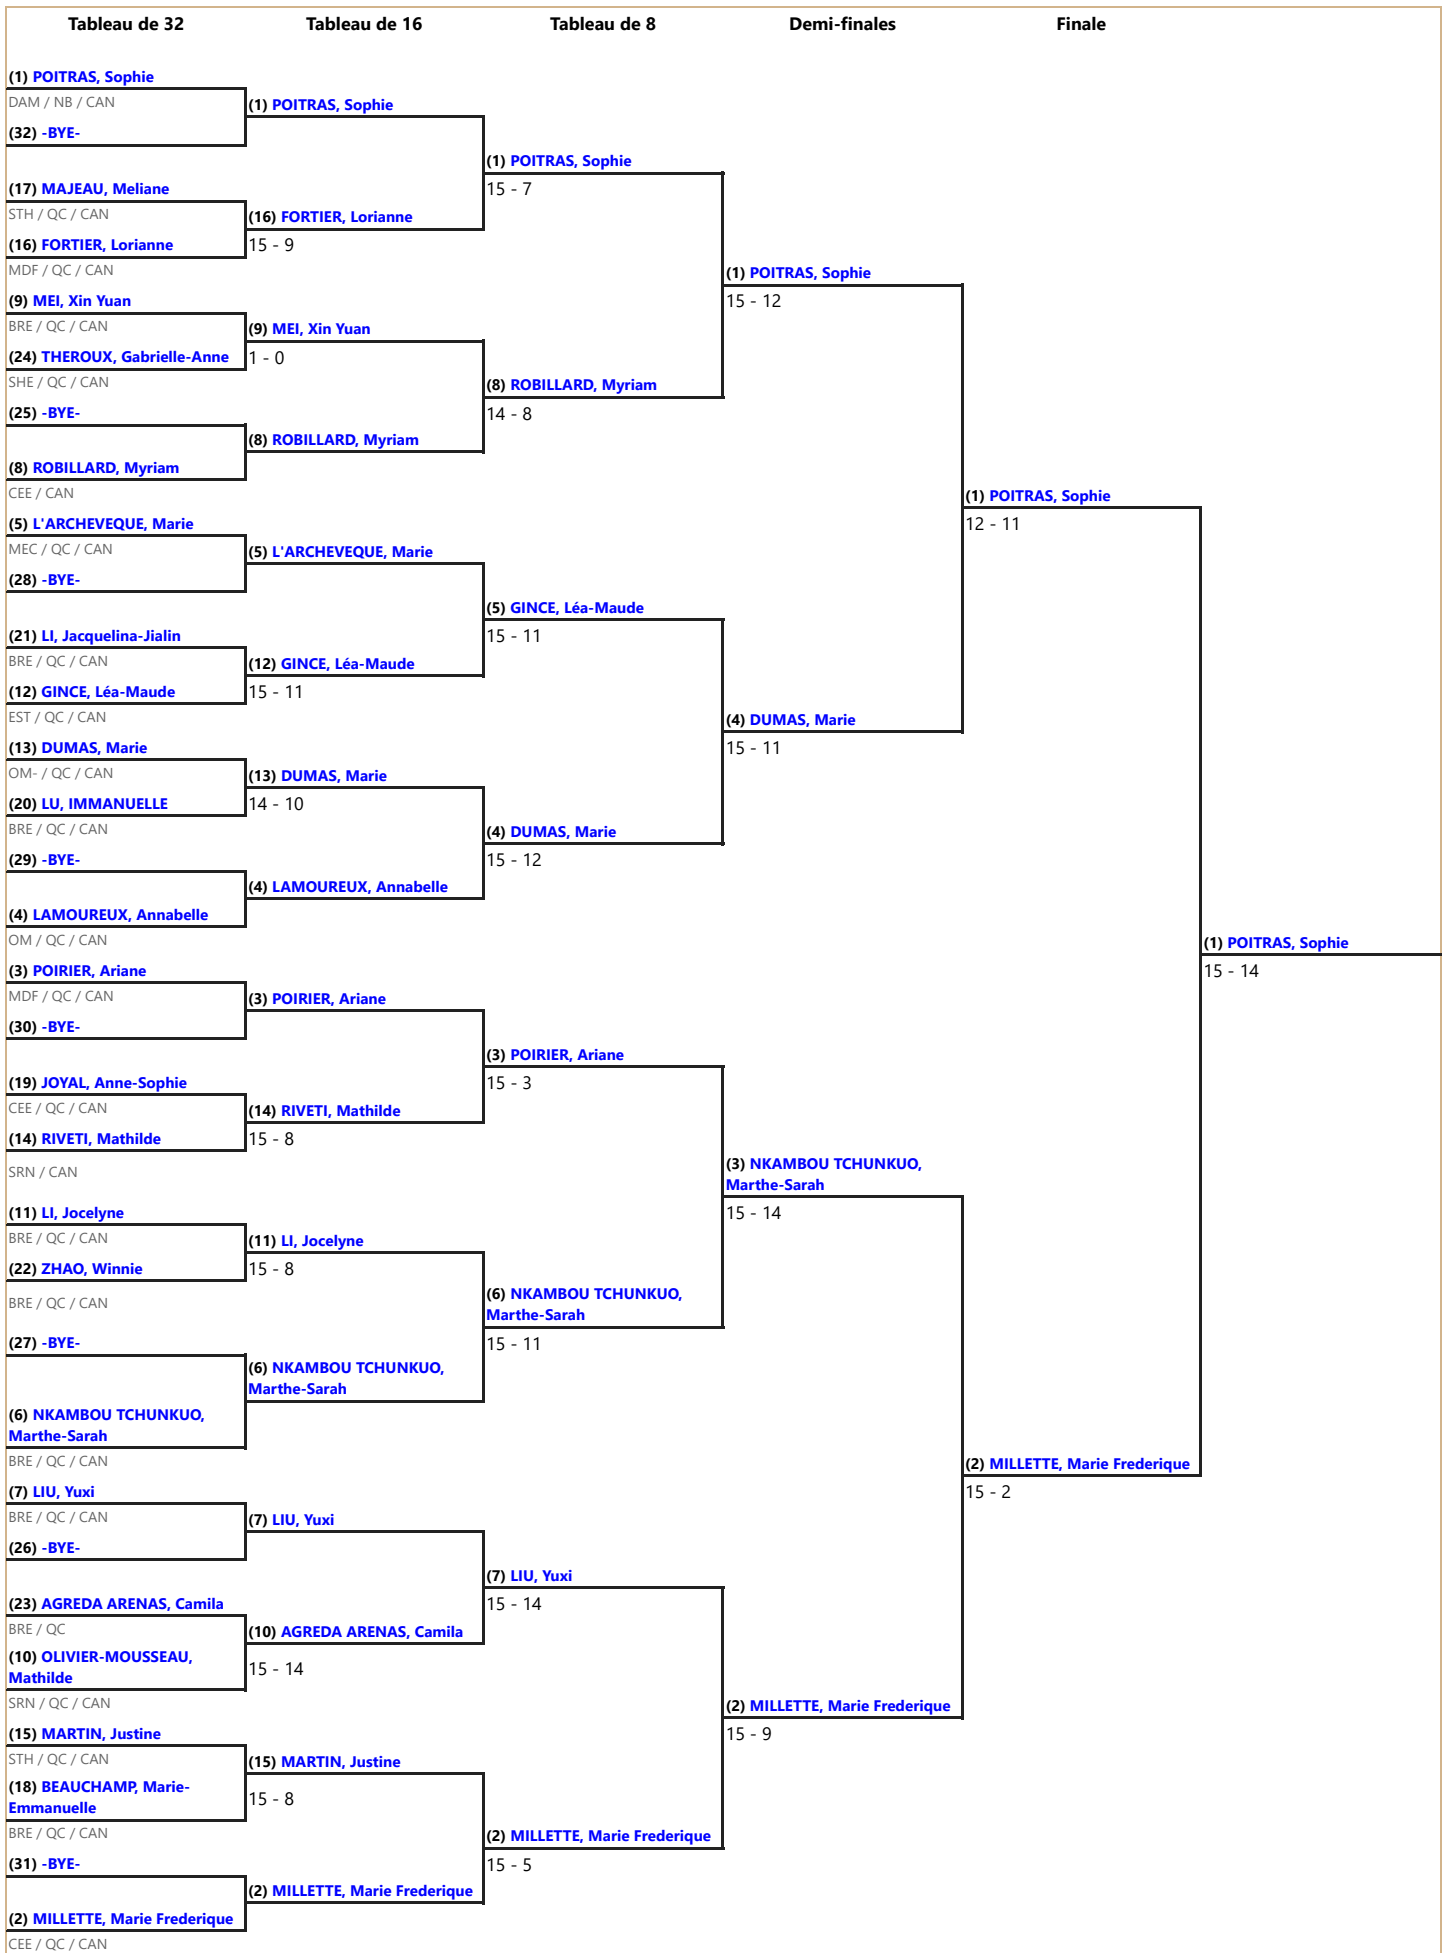 Tableau de 32
Tableau de 16
Tableau de 8
Demi-finales
Finale
(1) POITRAS, Sophie
DAM / NB / CAN
(32) -BYE-
(17) MAJEAU, Meliane
STH / QC / CAN
(16) FORTIER, Lorianne
MDF / QC / CAN
(9) MEI, Xin Yuan
BRE / QC / CAN
(24) THEROUX, Gabrielle-Anne
SHE / QC / CAN
(25) -BYE-
(8) ROBILLARD, Myriam
CEE / CAN
(5) L'ARCHEVEQUE, Marie
MEC / QC / CAN
(28) -BYE-
(21) LI, Jacquelina-Jialin
BRE / QC / CAN
(12) GINCE, Léa-Maude
EST / QC / CAN
(13) DUMAS, Marie
OM- / QC / CAN
(20) LU, IMMANUELLE
BRE / QC / CAN
(29) -BYE-
(4) LAMOUREUX, Annabelle
OM / QC / CAN
(3) POIRIER, Ariane
MDF / QC / CAN
(30) -BYE-
(19) JOYAL, Anne-Sophie
CEE / QC / CAN
(14) RIVETI, Mathilde
SRN / CAN
(11) LI, Jocelyne
BRE / QC / CAN
(22) ZHAO, Winnie
BRE / QC / CAN
(27) -BYE-
(6) NKAMBOU TCHUNKUO,
Marthe-Sarah
BRE / QC / CAN
(7) LIU, Yuxi
BRE / QC / CAN
(26) -BYE-
(23) AGREDA ARENAS, Camila
BRE / QC
(10) OLIVIER-MOUSSEAU,
Mathilde
SRN / QC / CAN
(15) MARTIN, Justine
STH / QC / CAN
(18) BEAUCHAMP, Marie-
Emmanuelle
BRE / QC / CAN
(31) -BYE-
(2) MILLETTE, Marie Frederique
CEE / QC / CAN
(1) POITRAS, Sophie
(16) FORTIER, Lorianne
15 - 9
(9) MEI, Xin Yuan
1 - 0
(8) ROBILLARD, Myriam
(5) L'ARCHEVEQUE, Marie
(12) GINCE, Léa-Maude
15 - 11
(13) DUMAS, Marie
14 - 10
(4) LAMOUREUX, Annabelle
(3) POIRIER, Ariane
(14) RIVETI, Mathilde
15 - 8
(11) LI, Jocelyne
15 - 8
(6) NKAMBOU TCHUNKUO,
Marthe-Sarah
(7) LIU, Yuxi
(10) AGREDA ARENAS, Camila
15 - 14
(15) MARTIN, Justine
15 - 8
(2) MILLETTE, Marie Frederique
(1) POITRAS, Sophie
15 - 7
(8) ROBILLARD, Myriam
14 - 8
(5) GINCE, Léa-Maude
15 - 11
(4) DUMAS, Marie
15 - 12
(3) POIRIER, Ariane
15 - 3
(6) NKAMBOU TCHUNKUO,
Marthe-Sarah
15 - 11
(7) LIU, Yuxi
15 - 14
(2) MILLETTE, Marie Frederique
15 - 5
(1) POITRAS, Sophie
15 - 12
(4) DUMAS, Marie
15 - 11
(3) NKAMBOU TCHUNKUO,
Marthe-Sarah
15 - 14
(2) MILLETTE, Marie Frederique
15 - 9
(1) POITRAS, Sophie
12 - 11
(2) MILLETTE, Marie Frederique
15 - 2
(1) POITRAS, Sophie
15 - 14